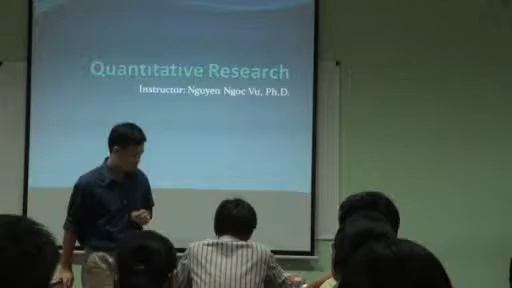 Quantitative Research
Instructor: Nguyen Ngoc Vu, Ph.D.